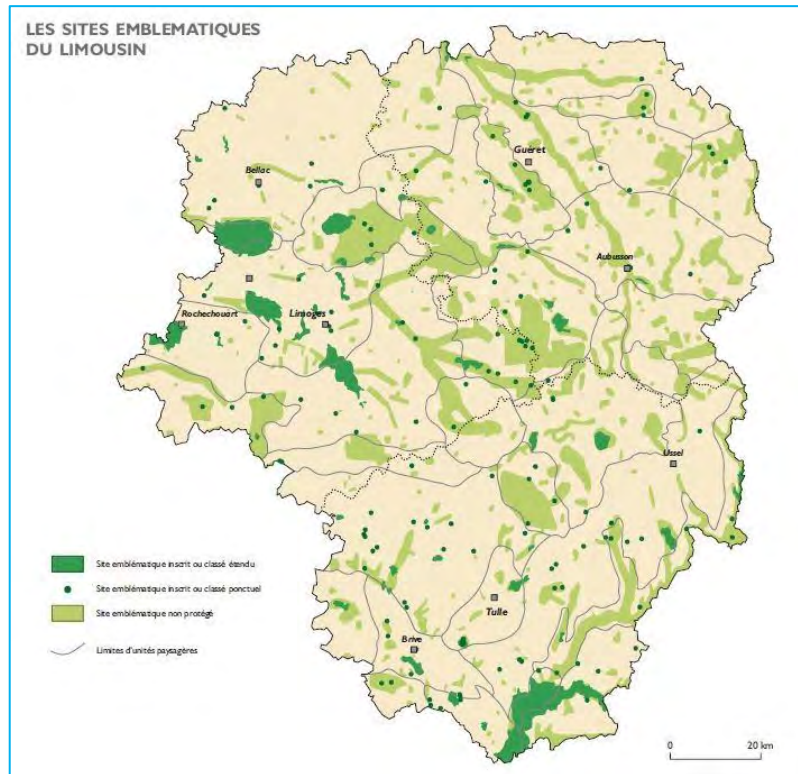 LES SITES EMBLEMATIQUES
DU LIMOUSIN
Guéret
Bellac
Aubusson
Rochechouart
Limoges
Ussel
Site emblématique inscrit ou classé étendu
Site emblématique inscrit ou classé ponctuel
Site emblématique non protégé
Limites d'unités paysagères
Tulle
Brive
0 20 km